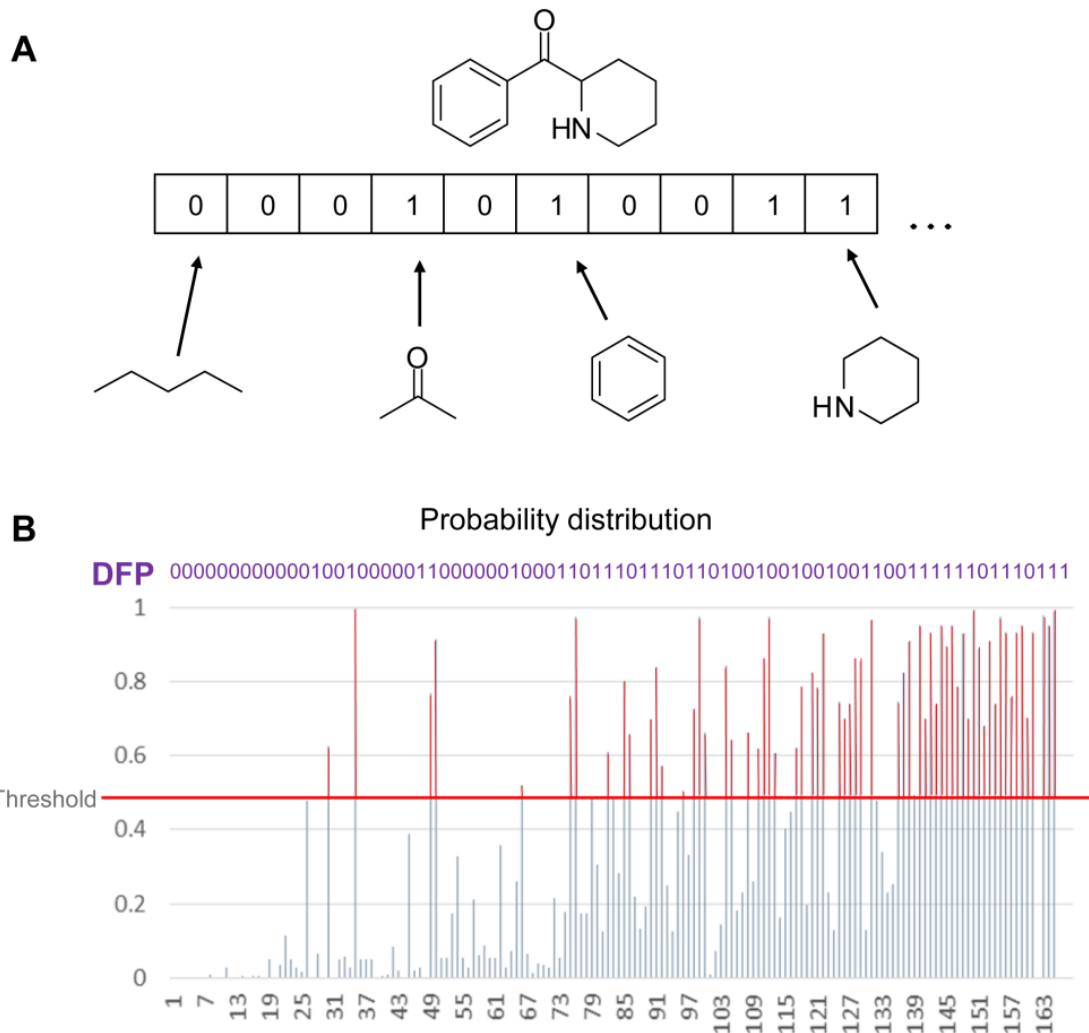 A
O
HN
0 0 0 1 0 1 0 0 1 1 ...
O
HN
B
Probability distribution
DFP 0000000000000100100000110000000100011011101110110100100100100110011111101110111
1
0.8
0.6
Threshold
0.4
0.2
0
1 7 13 19 25 31 37 43 49 55 61 67 73 79 85 91 97 103 109 115 121 127 133 139 145 151 157 163